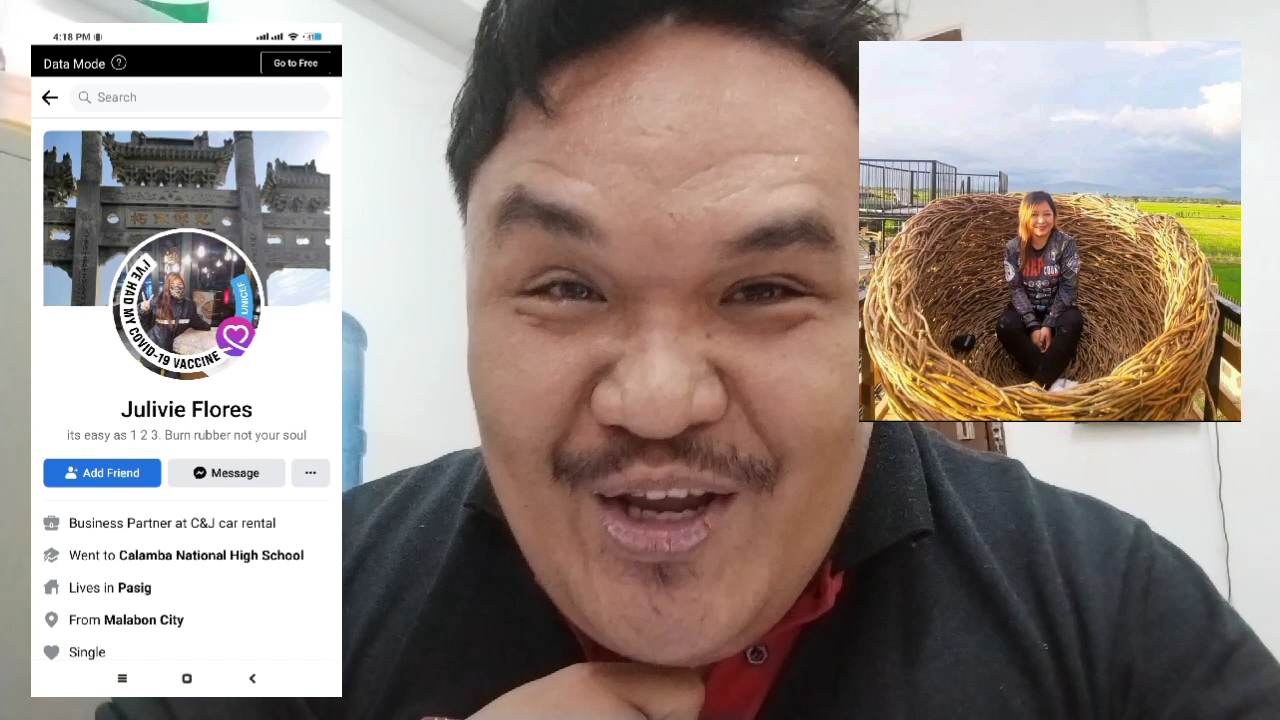 4:18 PM
Data Mode ?
Go to Free
Search
I'VE HAD MY COVID-19 VACCINE
UNICEF
Julivie Flores
its easy as 1 2 3. Burn rubber not your soul
Add Friend
Message
Business Partner at C&J car rental
Went to Calamba National High School
Lives in Pasig
From Malabon City
Single